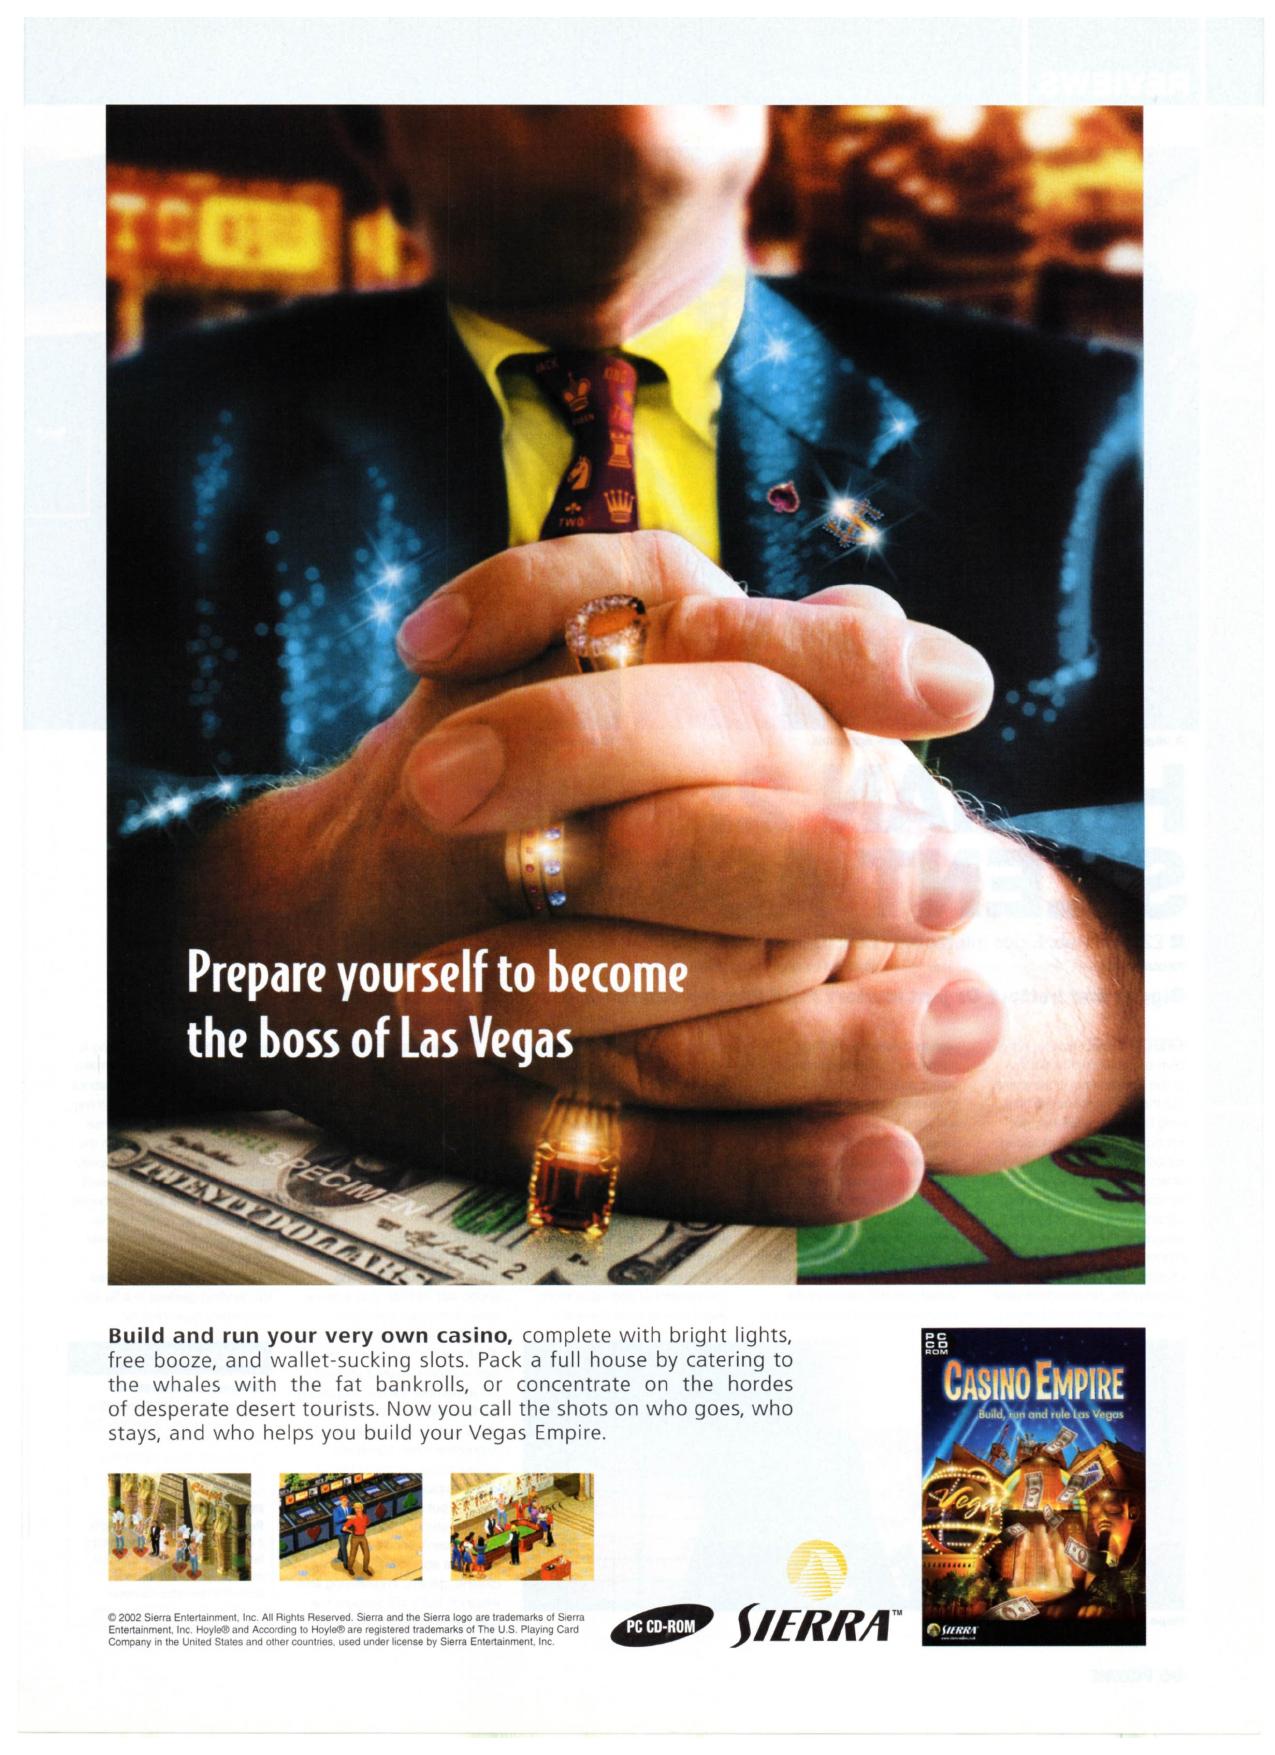 JACK
KING
QUEEN
TWO
Prepare yourself to become
the boss of Las Vegas
SPECIMEN
TWENTY DOLLARS
2
Build and run your very own casino, complete with bright lights,
free booze, and wallet-sucking slots. Pack a full house by catering to
the whales with the fat bankrolls, or concentrate on the hordes
of desperate desert tourists. Now you call the shots on who goes, who
stays, and who helps you build your Vegas Empire.
© 2002 Sierra Entertainment, Inc. All Rights Reserved. Sierra and the Sierra logo are trademarks of Sierra
Entertainment, Inc. Hoyle® and According to Hoyle® are registered trademarks of The U.S. Playing Card
Company in the United States and other countries, used under license by Sierra Entertainment, Inc.
PC CD-ROM
SIERRA™
PC
CD
ROM
CASINO EMPIRE
Build, run and rule Las Vegas
Vegas
SIERRA